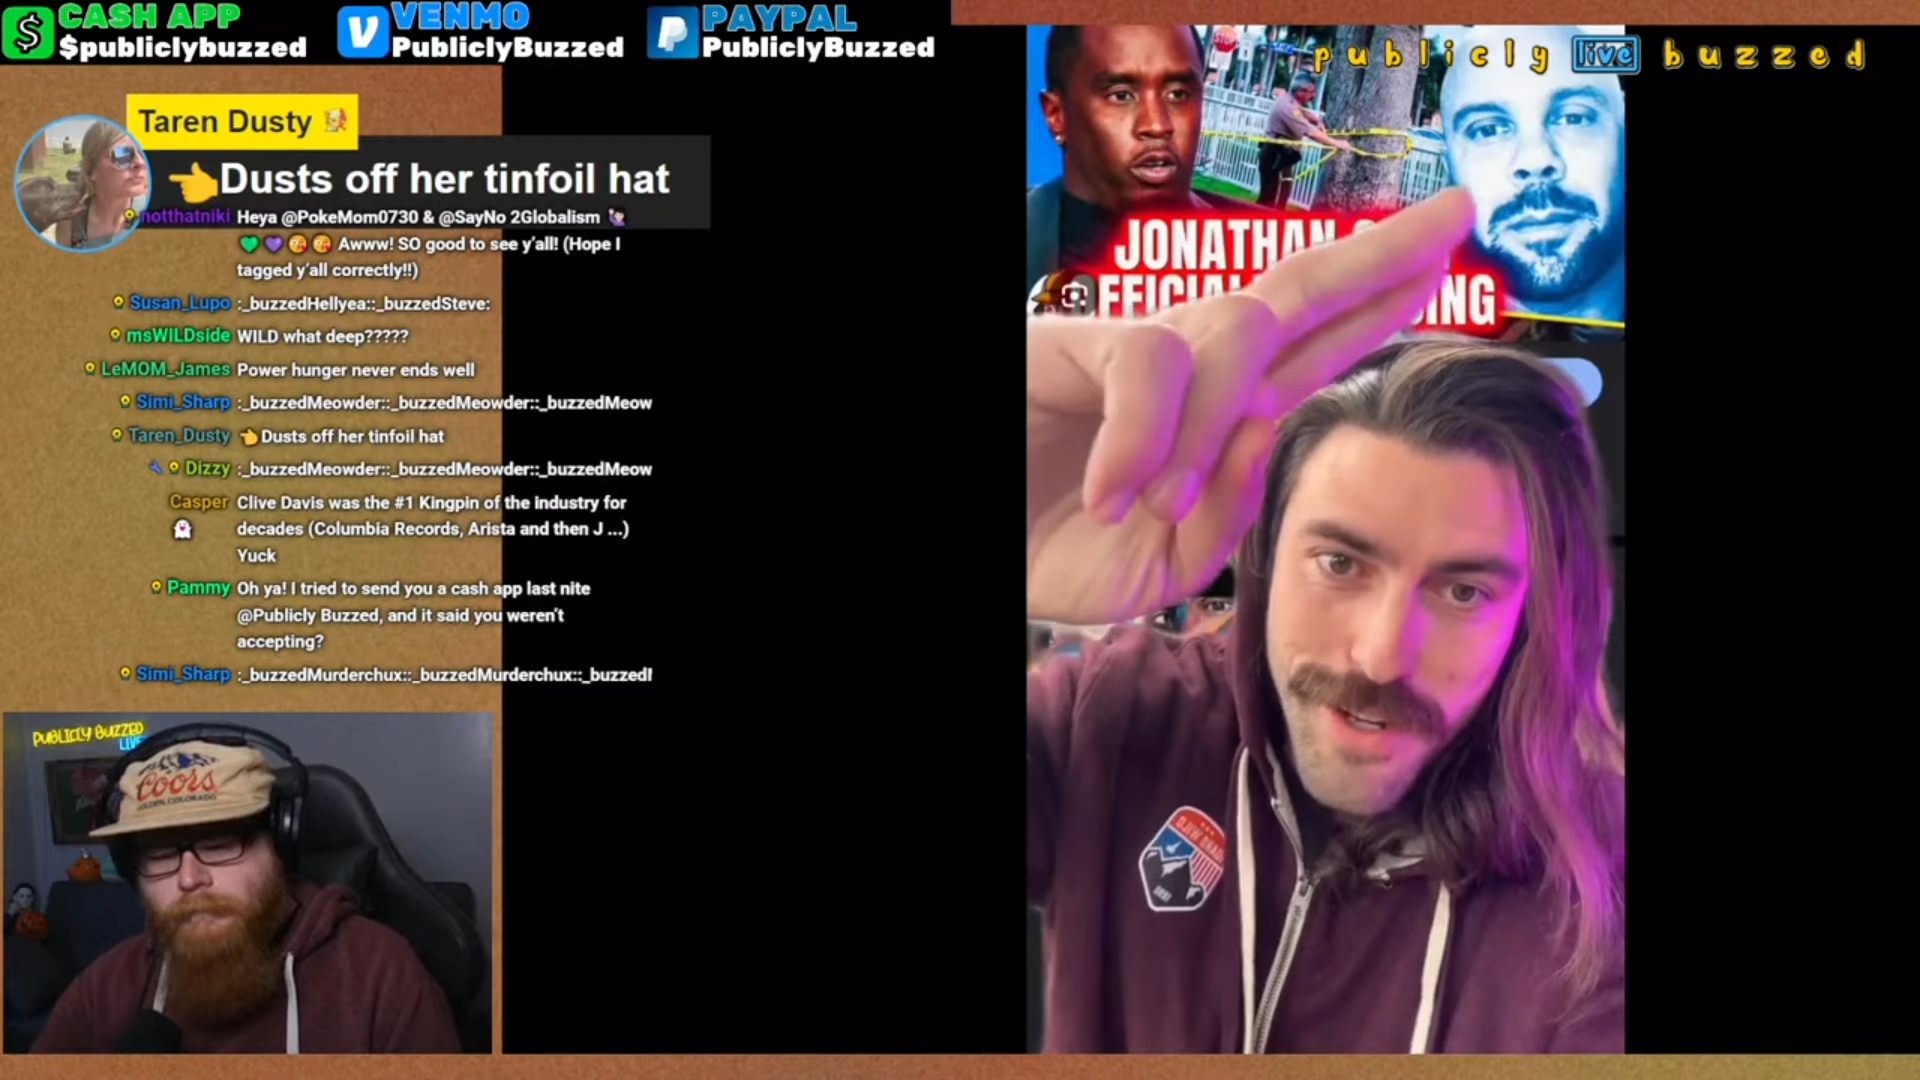 CASH APP
$publiclybuzzed
VENMO
PubliclyBuzzed
PAYPAL
PubliclyBuzzed
publicly live buzzed
Taren Dusty
👉Dusts off her tinfoil hat
notthatniki Heya @PokeMom0730 & @SayNo 2Globalism 🙋🏻‍♀️
💚💜😘😘 Awww! SO good to see y'all! (Hope I
tagged y'all correctly!!)
Susan_Lupo :_buzzedHellyea::_buzzedSteve:
msWILDside WILD what deep?????
LeMOM_James Power hunger never ends well
Simi_Sharp :_buzzedMeowder::_buzzedMeowder::_buzzedMeow
Taren_Dusty 👉Dusts off her tinfoil hat
Dizzy :_buzzedMeowder::_buzzedMeowder::_buzzedMeow
Casper Clive Davis was the #1 Kingpin of the industry for
decades (Columbia Records, Arista and then J ...)
Yuck
Pammy Oh ya! I tried to send you a cash app last nite
@Publicly Buzzed, and it said you weren't
accepting?
Simi_Sharp :_buzzedMurderchux::_buzzedMurderchux::_buzzed!
PUBLICLY BUZZED
LIVE
Coors
GOLDEN, COLORADO
STOP
JONATHAN